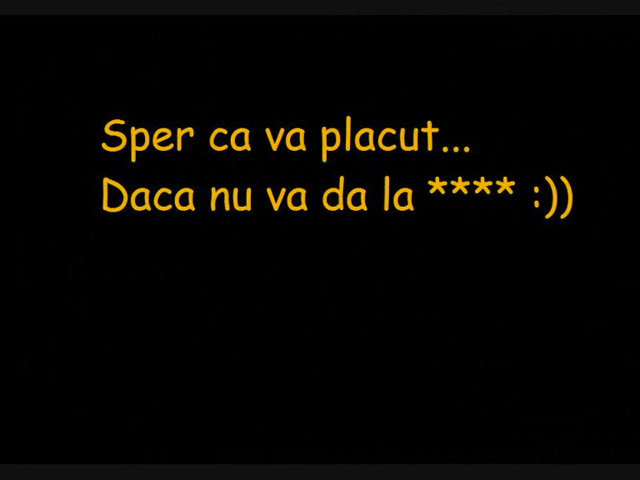 Sper ca va placut...
Daca nu va da la **** :))